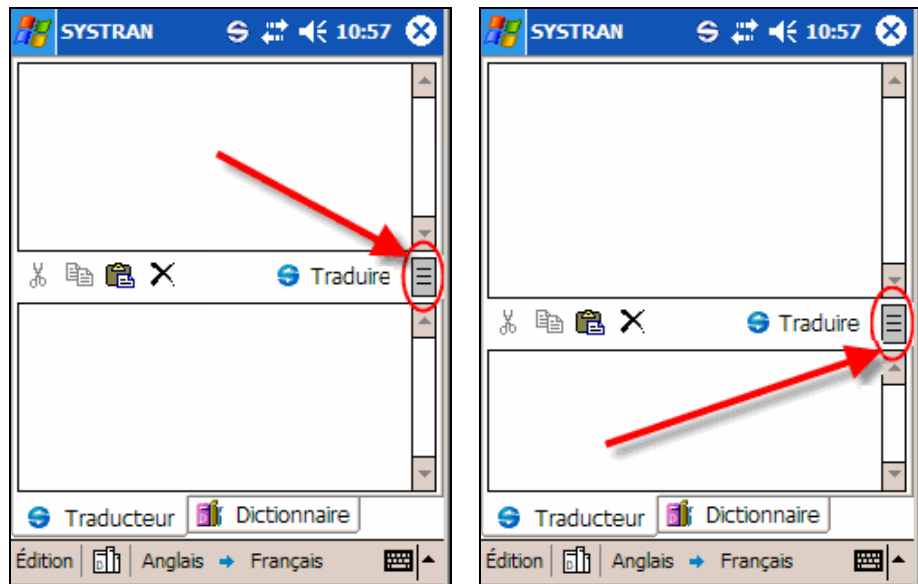 SYSTRAN 10:57
Traduire
Traducteur Dictionnaire
Édition Anglais Français
SYSTRAN 10:57
Traduire
Traducteur Dictionnaire
Édition Anglais Français